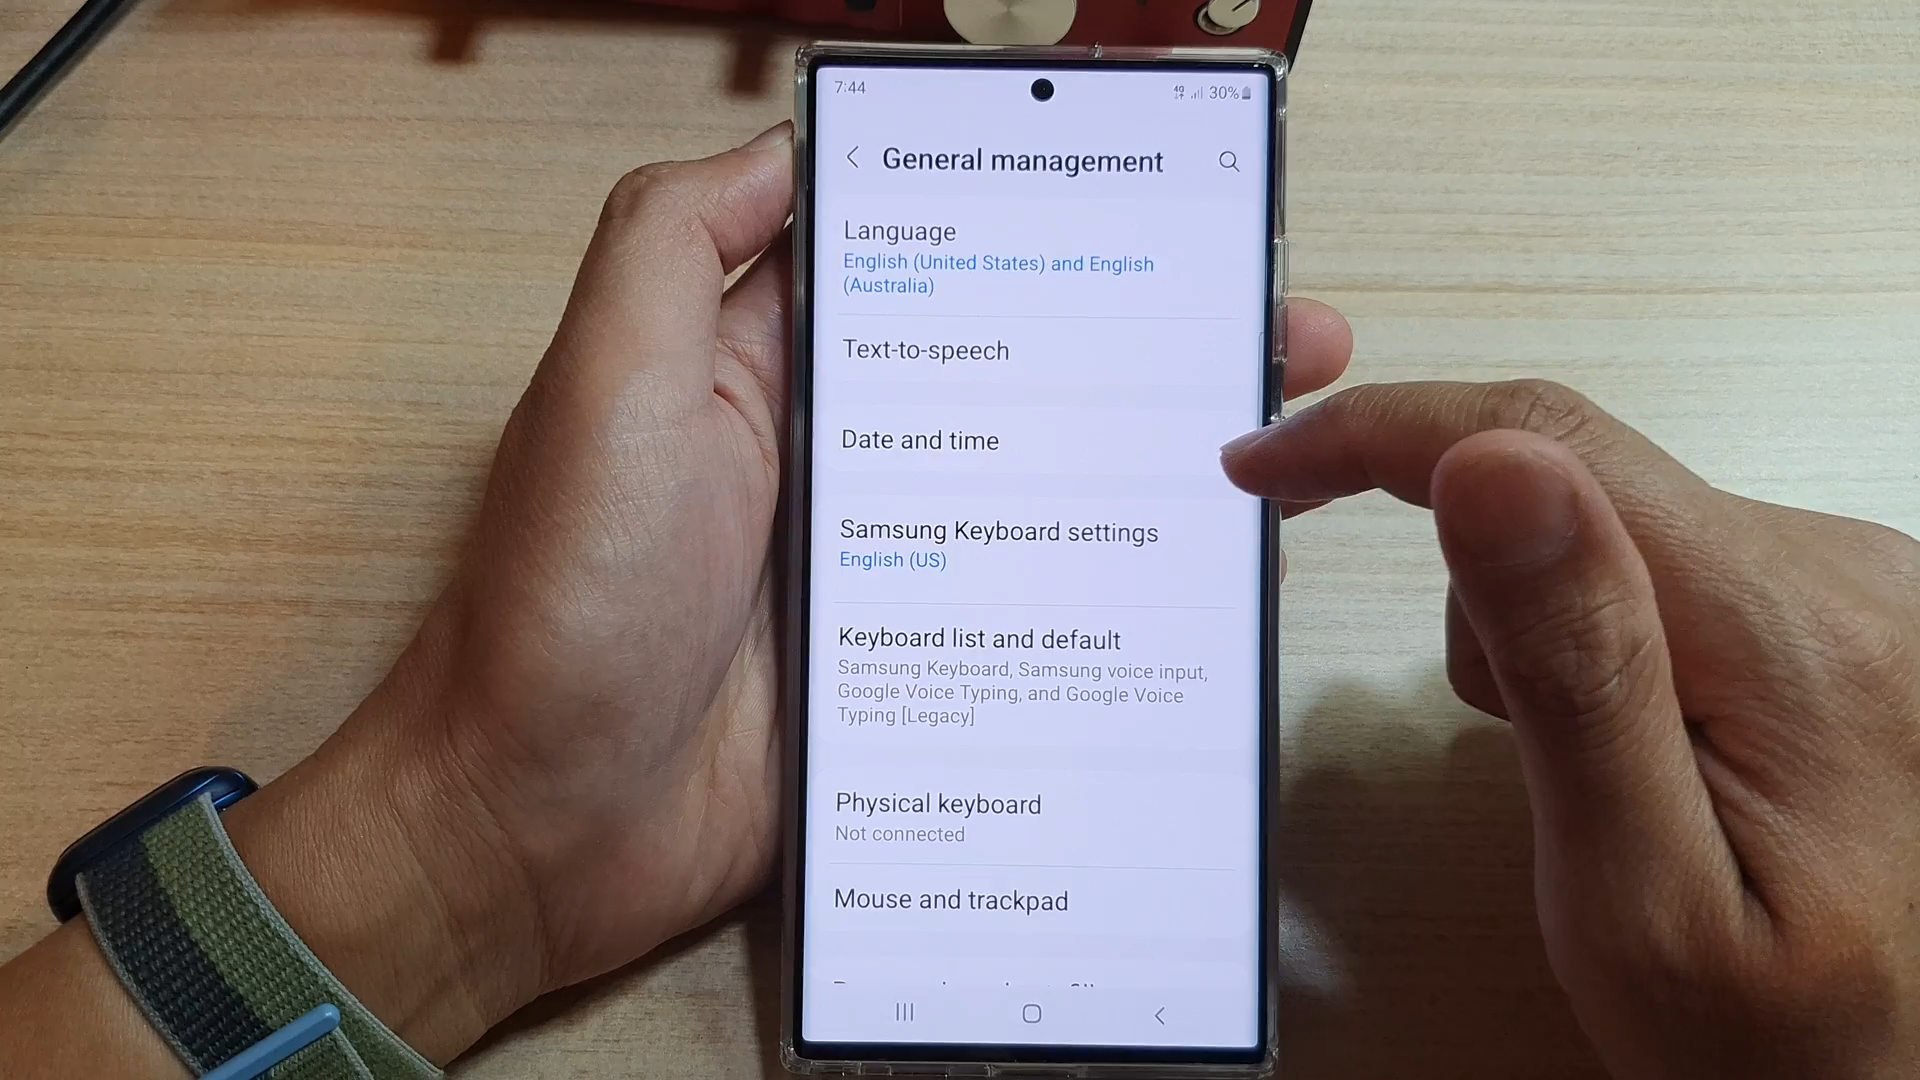 7:44
4G 30%
General management
Language
English (United States) and English
(Australia)
Text-to-speech
Date and time
Samsung Keyboard settings
English (US)
Keyboard list and default
Samsung Keyboard, Samsung voice input,
Google Voice Typing, and Google Voice
Typing [Legacy]
Physical keyboard
Not connected
Mouse and trackpad